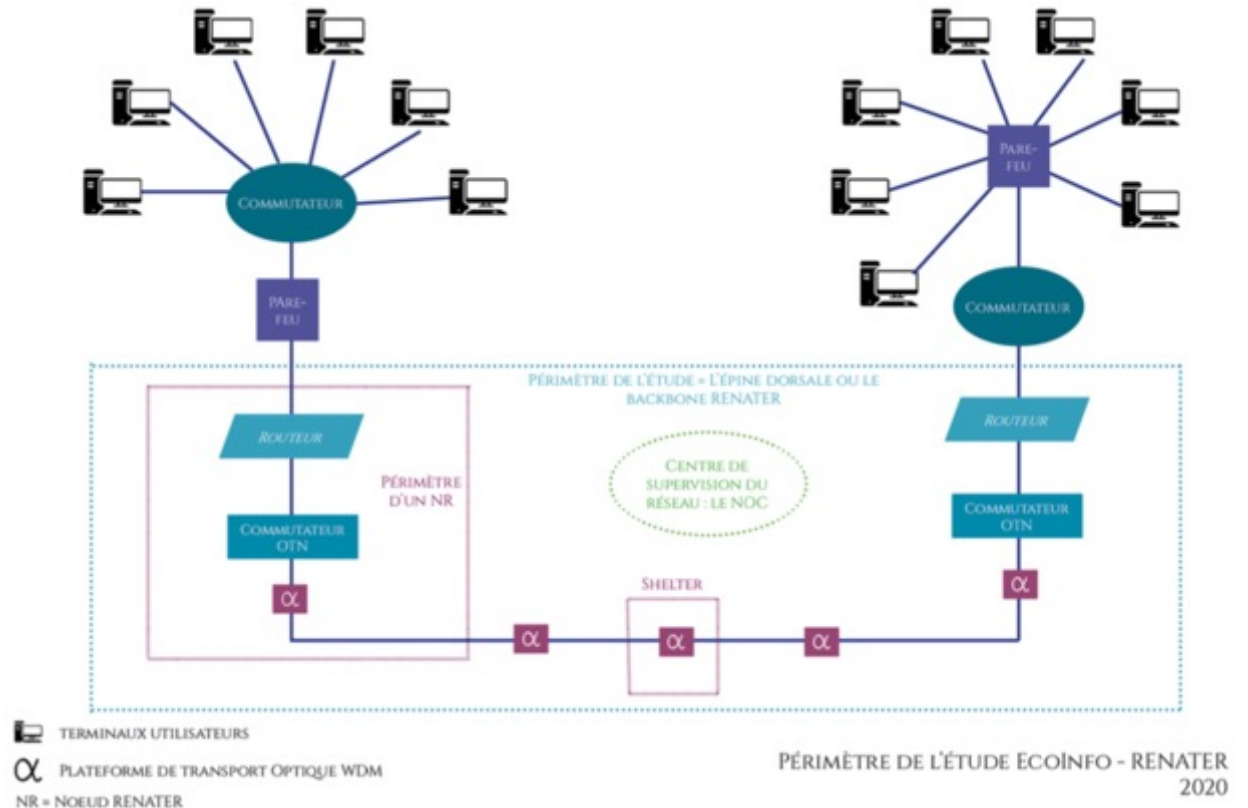 COMMUTATEUR
PARE-
FEU
PARE-
FEU
COMMUTATEUR
PÉRIMÈTRE DE L'ÉTUDE = L'ÉPINE DORSALE OU LE
BACKBONE RENATER
ROUTEUR
PÉRIMÈTRE
D'UN NR
COMMUTATEUR
OTN
α
CENTRE DE
SUPERVISION DU
RÉSEAU : LE NOC
ROUTEUR
COMMUTATEUR
OTN
α
SHELTER
α
α
α
TERMINAUX UTILISATEURS
α PLATEFORME DE TRANSPORT OPTIQUE WDM
NR = NOEUD RENATER
PÉRIMÈTRE DE L'ÉTUDE ECOINFO - RENATER
2020